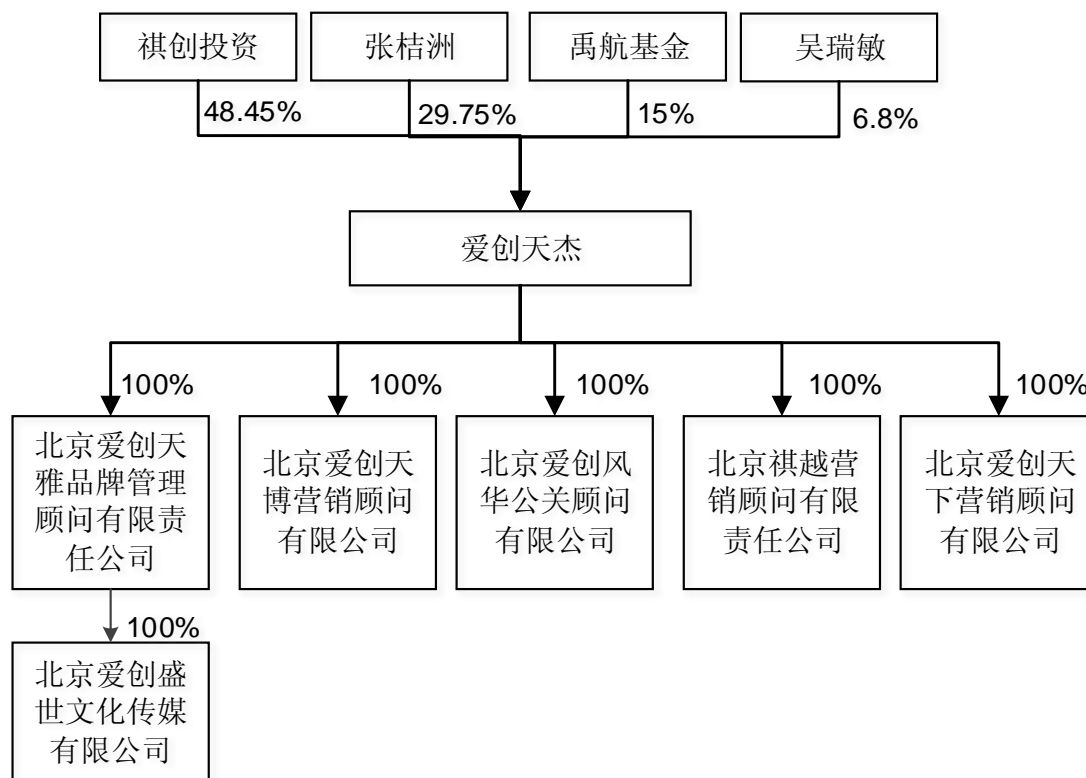 祺创投资
张桔洲
禹航基金
吴瑞敏
48.45%
29.75%
15%
6.8%
爱创天杰
100%
100%
100%
100%
100%
北京爱创天
雅品牌管理
顾问有限责
任公司
北京爱创天
博营销顾问
有限公司
北京爱创风
华公关顾问
有限公司
北京祺越营
销顾问有限
责任公司
北京爱创天
下营销顾问
有限公司
100%
北京爱创盛
世文化传媒
有限公司